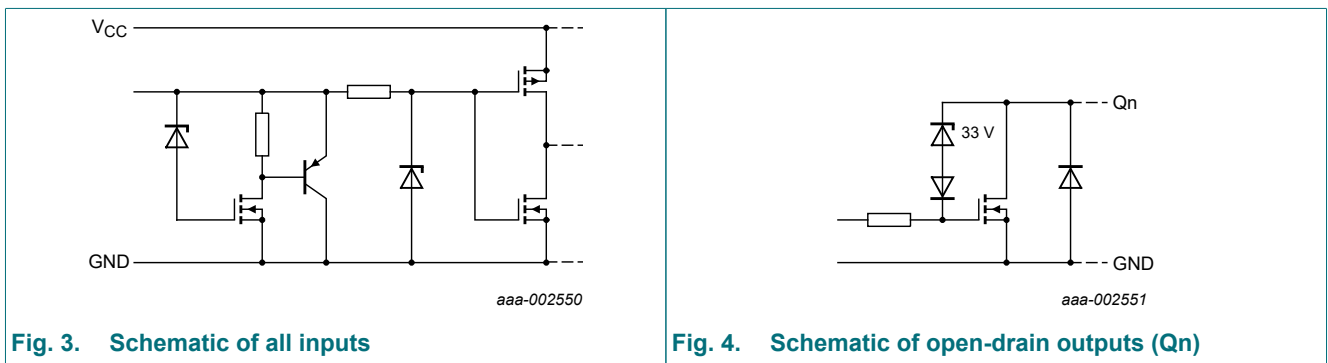 VCC
GND
aaa-002550
Fig. 3. Schematic of all inputs
Qn
33 V
GND
aaa-002551
Fig. 4. Schematic of open-drain outputs (Qn)